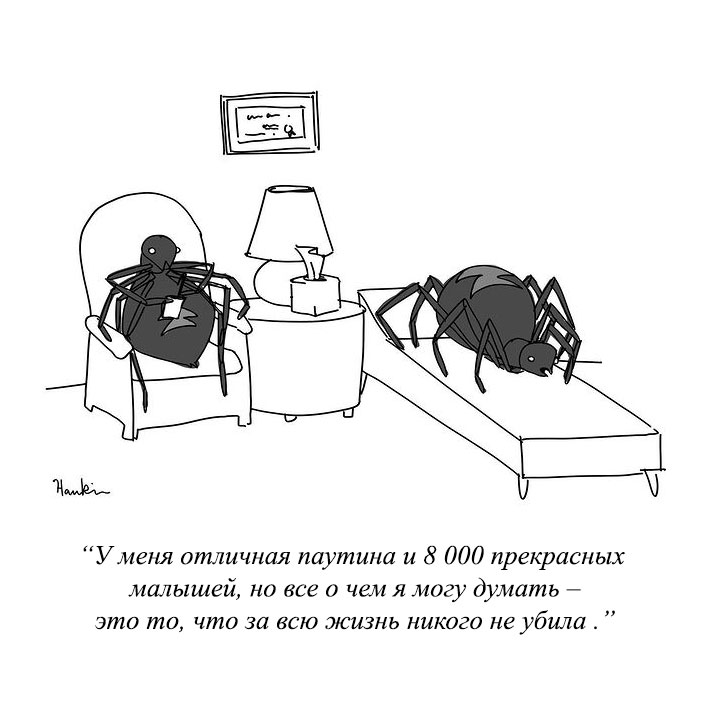 Hankin
“У меня отличная паутина и 8 000 прекрасных
малышей, но все о чем я могу думать –
это то, что за всю жизнь никого не убила .”